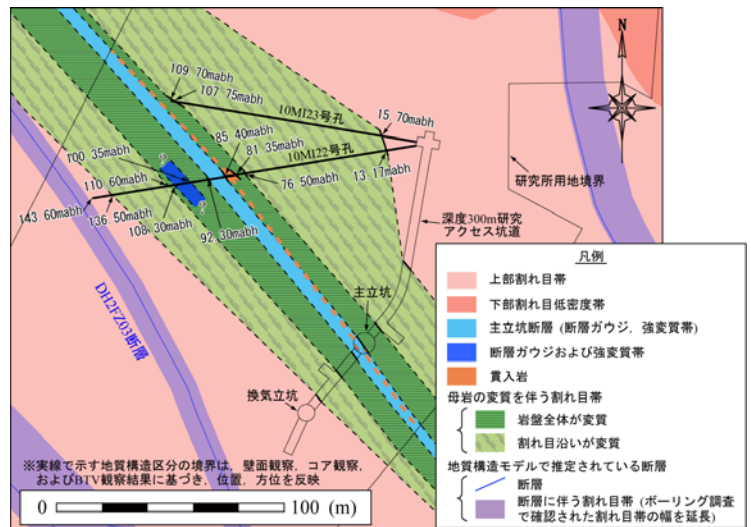 N
109.70mabh
107.75mabh
10MI23号孔
15.70mabh
85.40mabh
81.35mabh
100.35mabh
10MI22号孔
?
76.50mabh
13.17mabh
研究所用地境界
110.60mabh
143.60mabh
136.50mabh
108.30mabh
?
92.30mabh
深度300m研究
アクセス坑道
DH2FZ03断層
主立坑
換気立坑
凡例
上部割れ目帯
下部割れ目低密度帯
主立坑断層 (断層ガウジ，強変質帯)
断層ガウジおよび強変質帯
貫入岩
母岩の変質を伴う割れ目帯
岩盤全体が変質
割れ目沿いが変質
地質構造モデルで推定されている断層
断層
断層に伴う割れ目帯 (ボーリング調査
で確認された割れ目帯の幅を延長)
※実線で示す地質構造区分の境界は，壁面観察，コア観察，
およびBTV観察結果に基づき，位置，方位を反映
0 100 (m)